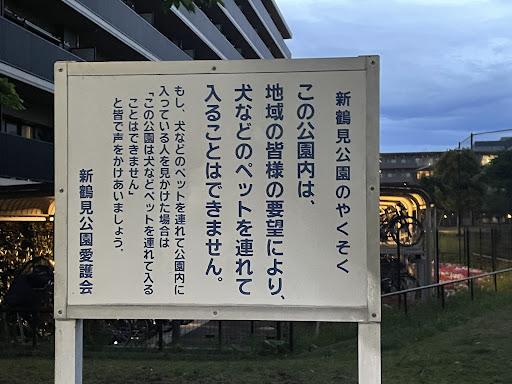 新鶴見公園のやくそく
この公園内は、
地域の皆様の要望により、
犬などのペットを連れて
入ることはできません。
もし、犬などのペットを連れて公園内に
入っている人を見かけた場合は
「この公園は犬などペットを連れて入る
ことはできません」
と皆で声をかけあいましょう。
新鶴見公園愛護会